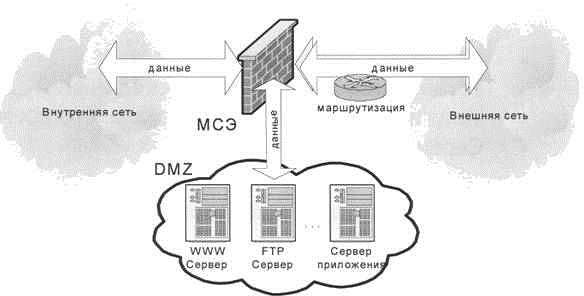 данные
данные
Внутренняя сеть
маршрутизация
Внешняя сеть
МСЭ
данные
DMZ
WWW
Сервер
FTP
Сервер
...
Сервер
приложения